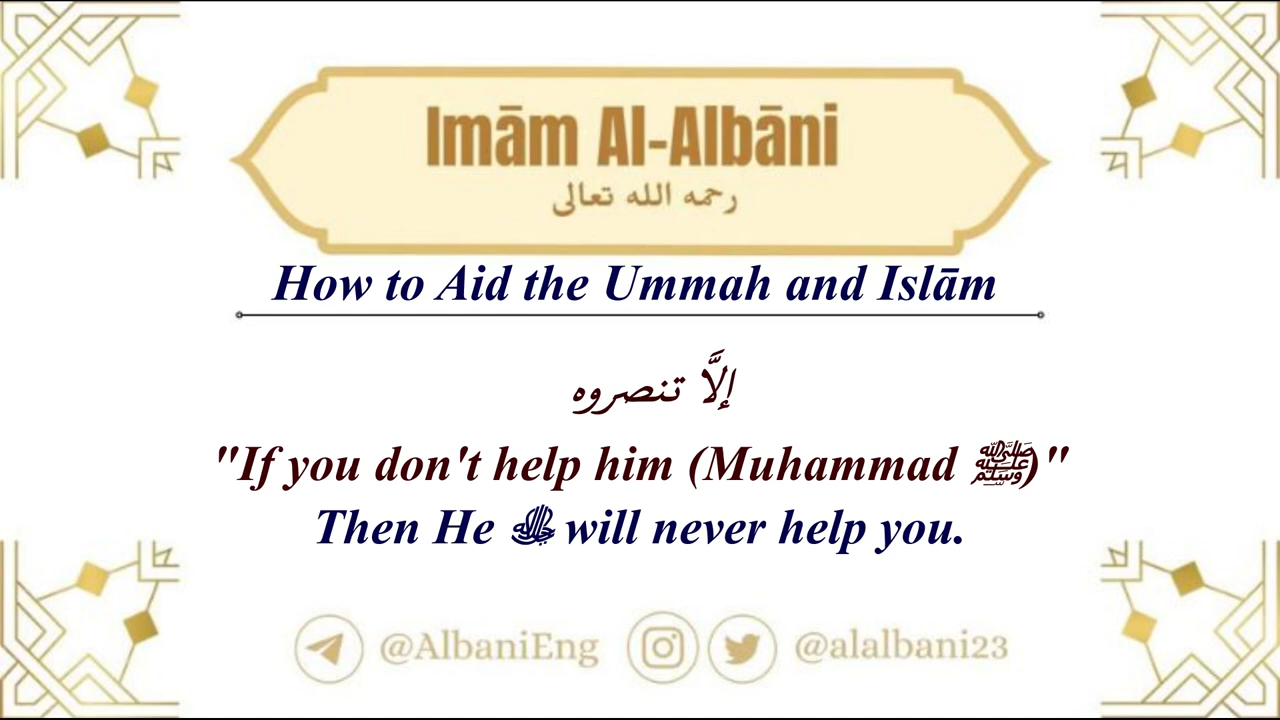 Imām Al-Albāni
رحمه الله تعالى
How to Aid the Ummah and Islām
إلاَّ تنصروه
"If you don't help him (Muhammad ﷺ)"
Then He ﷻ will never help you.
@AlbaniEng @alalbani23